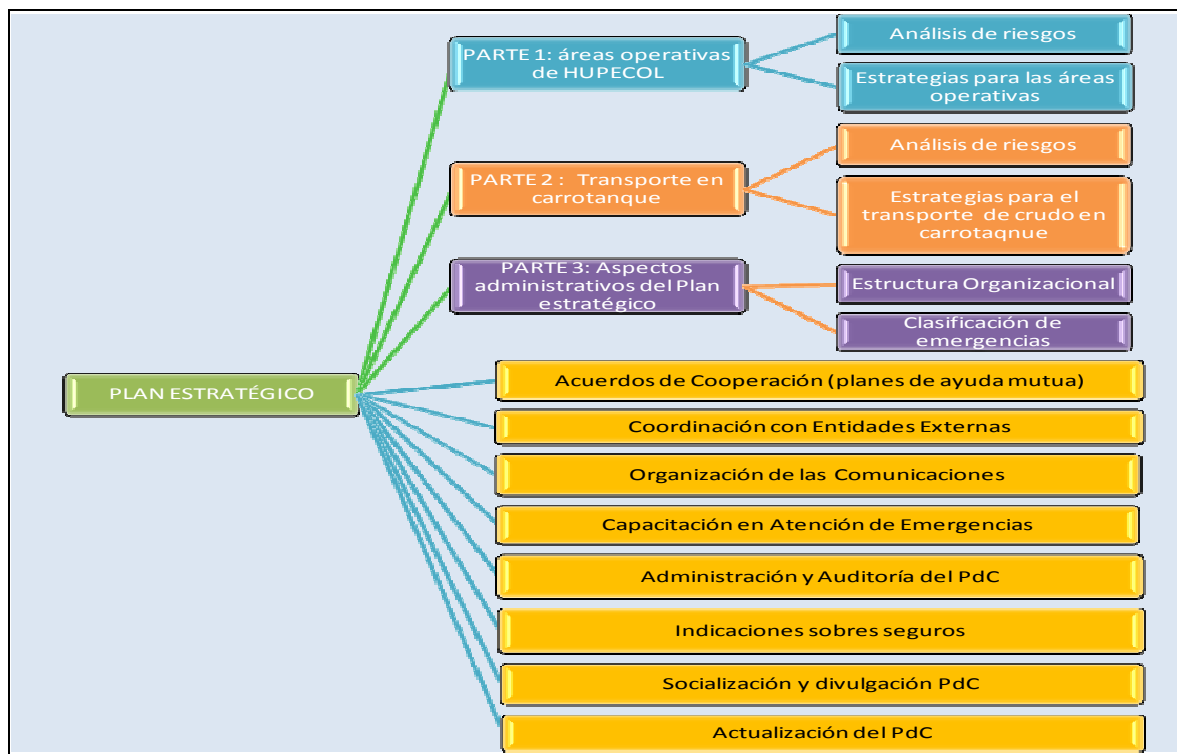 PARTE 1: áreas operativas
de HUPECOL
Análisis de riesgos
Estrategias para las áreas
operativas
PARTE 2 : Transporte en
carrotanque
Análisis de riesgos
Estrategias para el
transporte de crudo en
carrotaqnue
PARTE 3: Aspectos
administrativos del Plan
estratégico
Estructura Organizacional
Clasificación de
emergencias
PLAN ESTRATÉGICO
Acuerdos de Cooperación (planes de ayuda mutua)
Coordinación con Entidades Externas
Organización de las Comunicaciones
Capacitación en Atención de Emergencias
Administración y Auditoría del PdC
Indicaciones sobres seguros
Socialización y divulgación PdC
Actualización del PdC